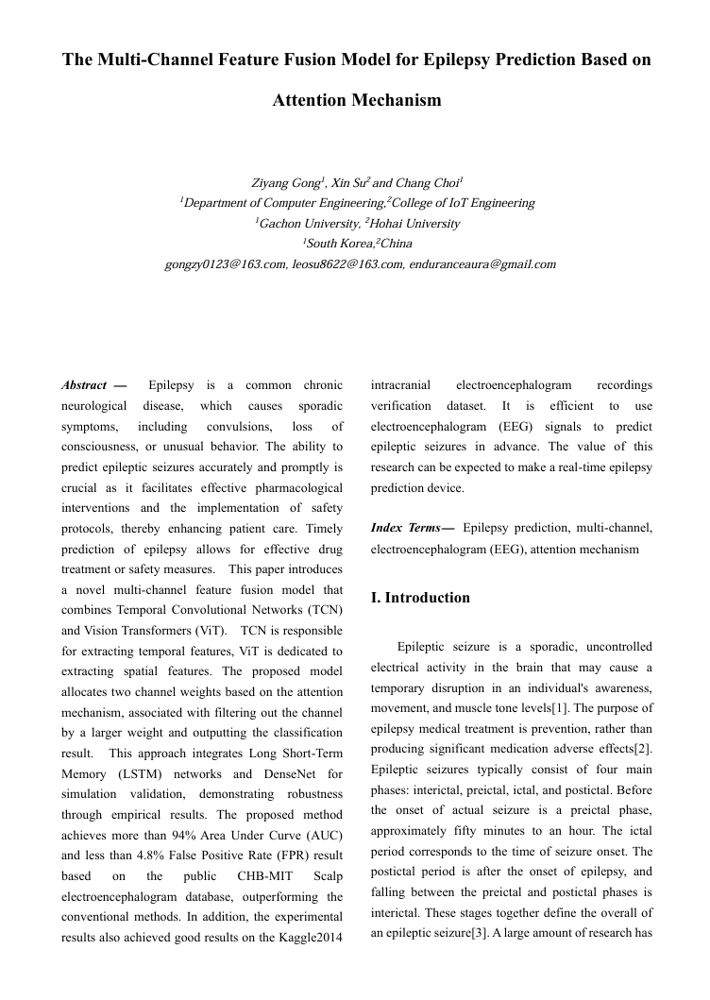 The Multi-Channel Feature Fusion Model for Epilepsy Prediction Based on
Attention Mechanism
Ziyang Gong1, Xin Su2 and Chang Choi1
1Department of Computer Engineering,2College of IoT Engineering
1Gachon University, 2Hohai University
1South Korea,2China
gongzy0123@163.com, leosu8622@163.com, enduranceaura@gmail.com
Abstract — Epilepsy is a common chronic
neurological disease, which causes sporadic
symptoms, including convulsions, loss of
consciousness, or unusual behavior. The ability to
predict epileptic seizures accurately and promptly is
crucial as it facilitates effective pharmacological
interventions and the implementation of safety
protocols, thereby enhancing patient care. Timely
prediction of epilepsy allows for effective drug
treatment or safety measures. This paper introduces
a novel multi-channel feature fusion model that
combines Temporal Convolutional Networks (TCN)
and Vision Transformers (ViT). TCN is responsible
for extracting temporal features, ViT is dedicated to
extracting spatial features. The proposed model
allocates two channel weights based on the attention
mechanism, associated with filtering out the channel
by a larger weight and outputting the classification
result. This approach integrates Long Short-Term
Memory (LSTM) networks and DenseNet for
simulation validation, demonstrating robustness
through empirical results. The proposed method
achieves more than 94% Area Under Curve (AUC)
and less than 4.8% False Positive Rate (FPR) result
based on the public CHB-MIT Scalp
electroencephalogram database, outperforming the
conventional methods. In addition, the experimental
results also achieved good results on the Kaggle2014
intracranial electroencephalogram recordings
verification dataset. It is efficient to use
electroencephalogram (EEG) signals to predict
epileptic seizures in advance. The value of this
research can be expected to make a real-time epilepsy
prediction device.
Index Terms— Epilepsy prediction, multi-channel,
electroencephalogram (EEG), attention mechanism
I. Introduction
Epileptic seizure is a sporadic, uncontrolled
electrical activity in the brain that may cause a
temporary disruption in an individual's awareness,
movement, and muscle tone levels[1]. The purpose of
epilepsy medical treatment is prevention, rather than
producing significant medication adverse effects[2].
Epileptic seizures typically consist of four main
phases: interictal, preictal, ictal, and postictal. Before
the onset of actual seizure is a preictal phase,
approximately fifty minutes to an hour. The ictal
period corresponds to the time of seizure onset. The
postictal period is after the onset of epilepsy, and
falling between the preictal and postictal phases is
interictal. These stages together define the overall of
an epileptic seizure[3]. A large amount of research has